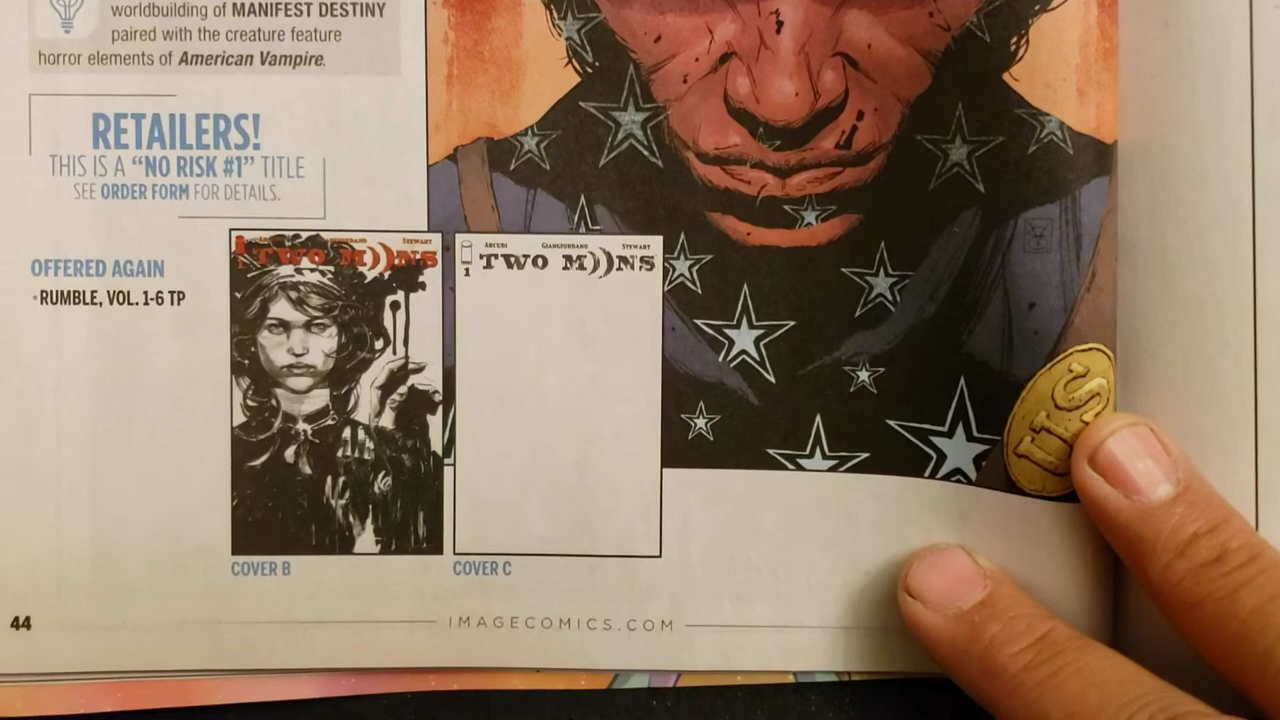 worldbuilding of MANIFEST DESTINY
paired with the creature feature
horror elements of American Vampire.
RETAILERS!
THIS IS A “NO RISK #1” TITLE
SEE ORDER FORM FOR DETAILS.
OFFERED AGAIN
•RUMBLE, VOL. 1-6 TP
STEWART
TWO M))NS
COVER B
ARCUDI GIANGIORDANO STEWART
1 TWO M))NS
COVER C
US
44
IMAGECOMICS.COM